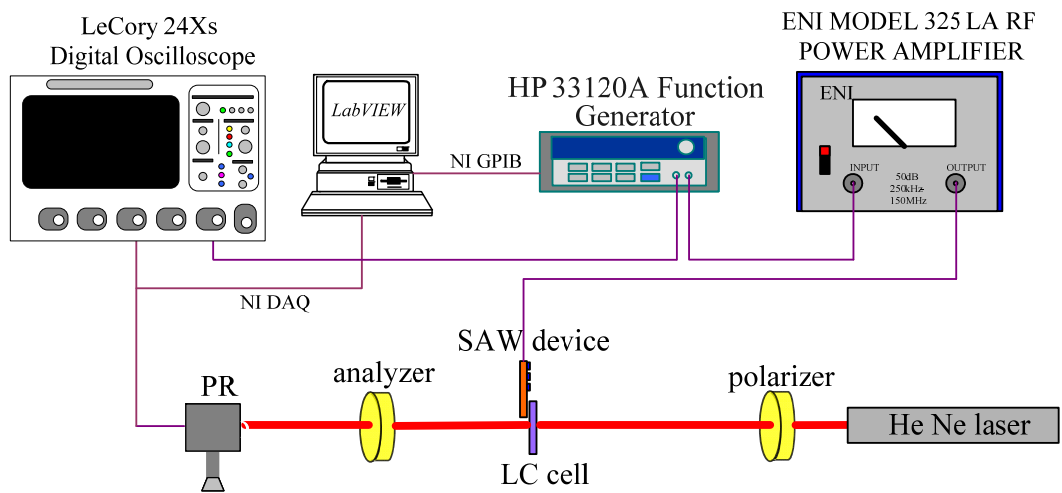 LeCory 24Xs
Digital Oscilloscope
LabVIEW
NI GPIB
HP 33120A Function
Generator
ENI MODEL 325 LA RF
POWER AMPLIFIER
ENI
INPUT
OUTPUT
50dB
250kHz-
150MHz
NI DAQ
SAW device
PR
analyzer
LC cell
polarizer
He Ne laser